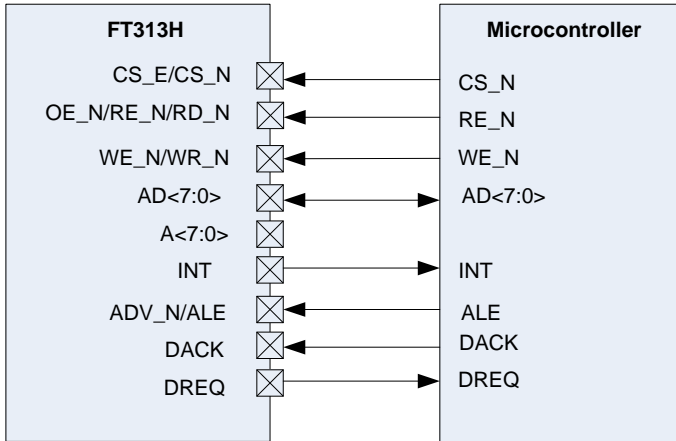 FT313H
Microcontroller
CS_E/CS_N
CS_N
OE_N/RE_N/RD_N
RE_N
WE_N/WR_N
WE_N
AD<7:0>
AD<7:0>
A<7:0>
INT
INT
ADV_N/ALE
ALE
DACK
DACK
DREQ
DREQ